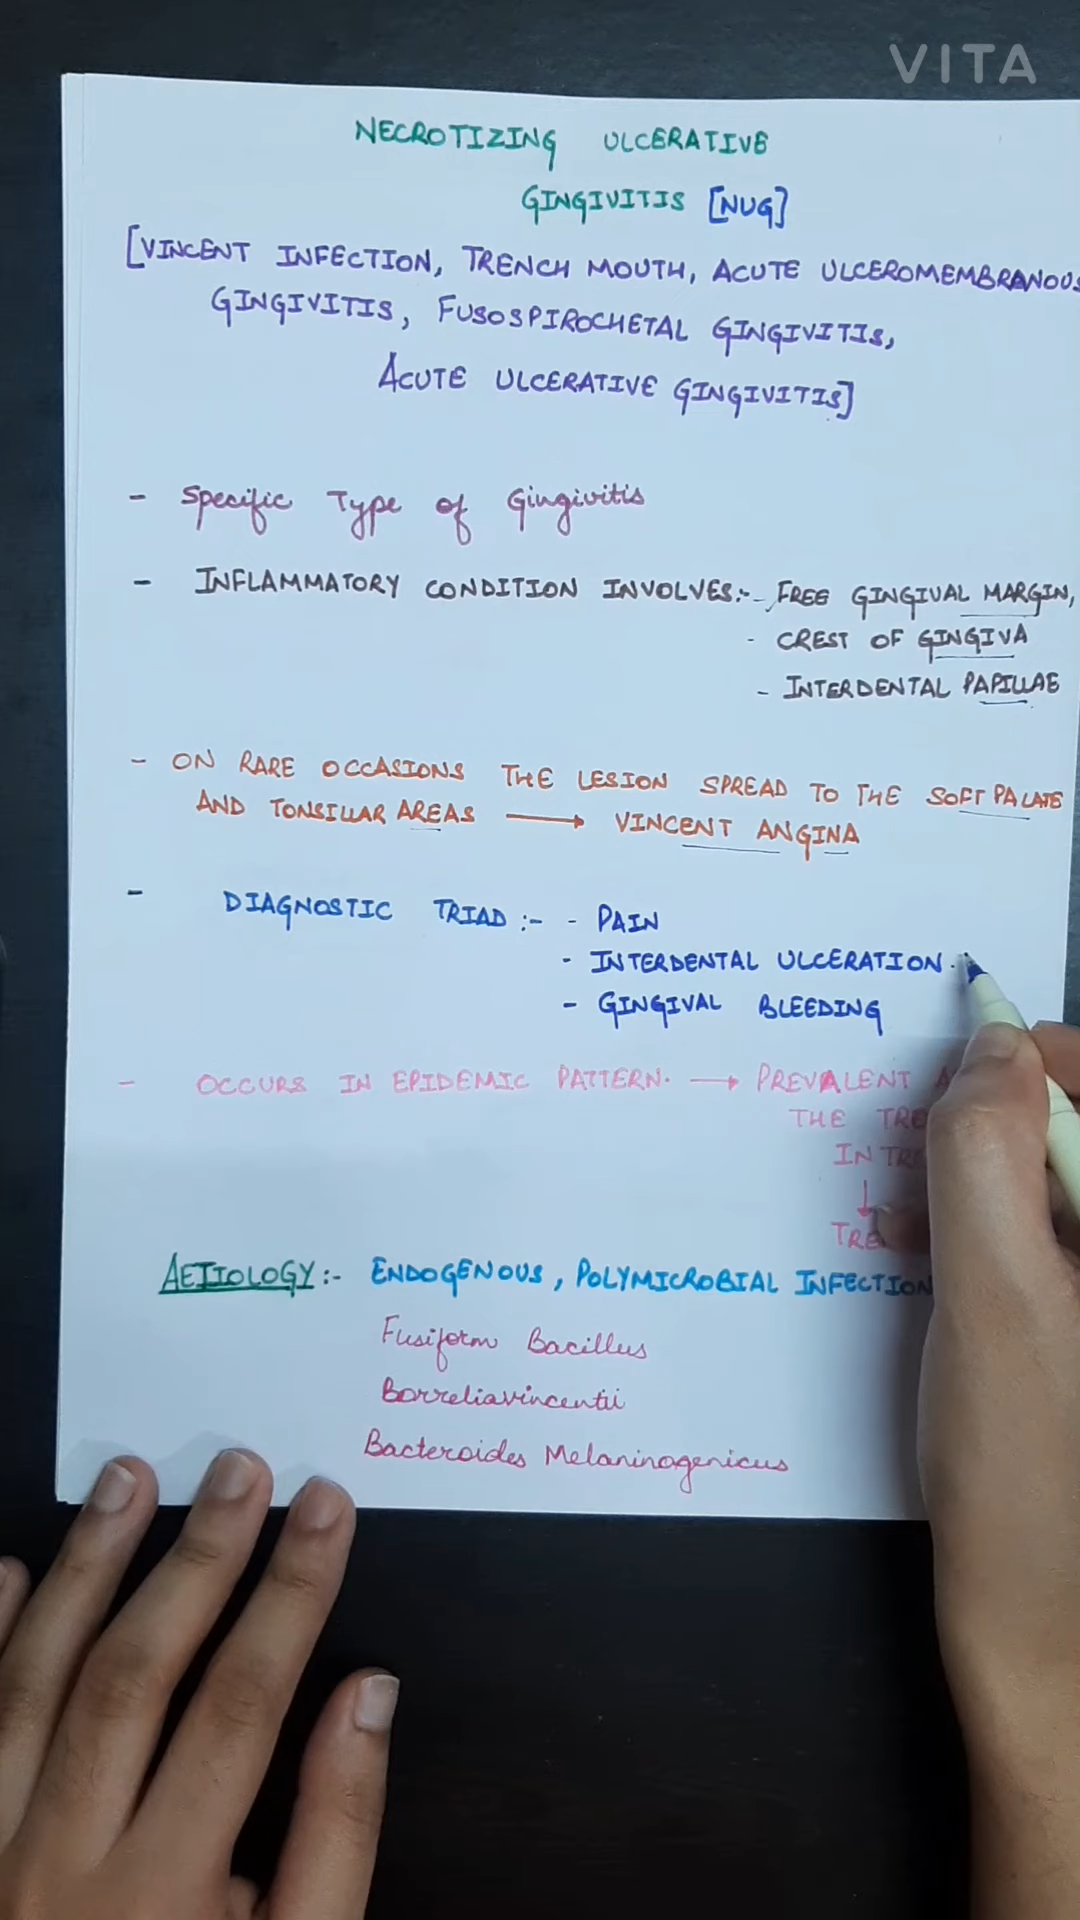 VITA
NECROTIZING ULCERATIVE
GINGIVITIS [NUG]
[VINCENT INFECTION, TRENCH MOUTH, ACUTE ULCEROMEMBRANOUS
GINGIVITIS, FUSOSPIROCHETAL GINGIVITIS,
ACUTE ULCERATIVE GINGIVITIS]
- Specific Type of Gingivitis
- INFLAMMATORY CONDITION INVOLVES:- - FREE GINGIVAL MARGIN,
- CREST OF GINGIVA
- INTERDENTAL PAPILLAE
- ON RARE OCCASIONS THE LESION SPREAD TO THE SOFT PALATE
AND TONSILLAR AREAS → VINCENT ANGINA
- DIAGNOSTIC TRIAD:- - PAIN
- INTERDENTAL ULCERATION.
- GINGIVAL BLEEDING
- OCCURS IN EPIDEMIC PATTERN. → PREVALENT
THE
IN
↓
AETIOLOGY:- ENDOGENOUS, POLYMICROBIAL INFECTION
Fusiform Bacillus
Borreliavincentii
Bacteroides Melaninogenicus